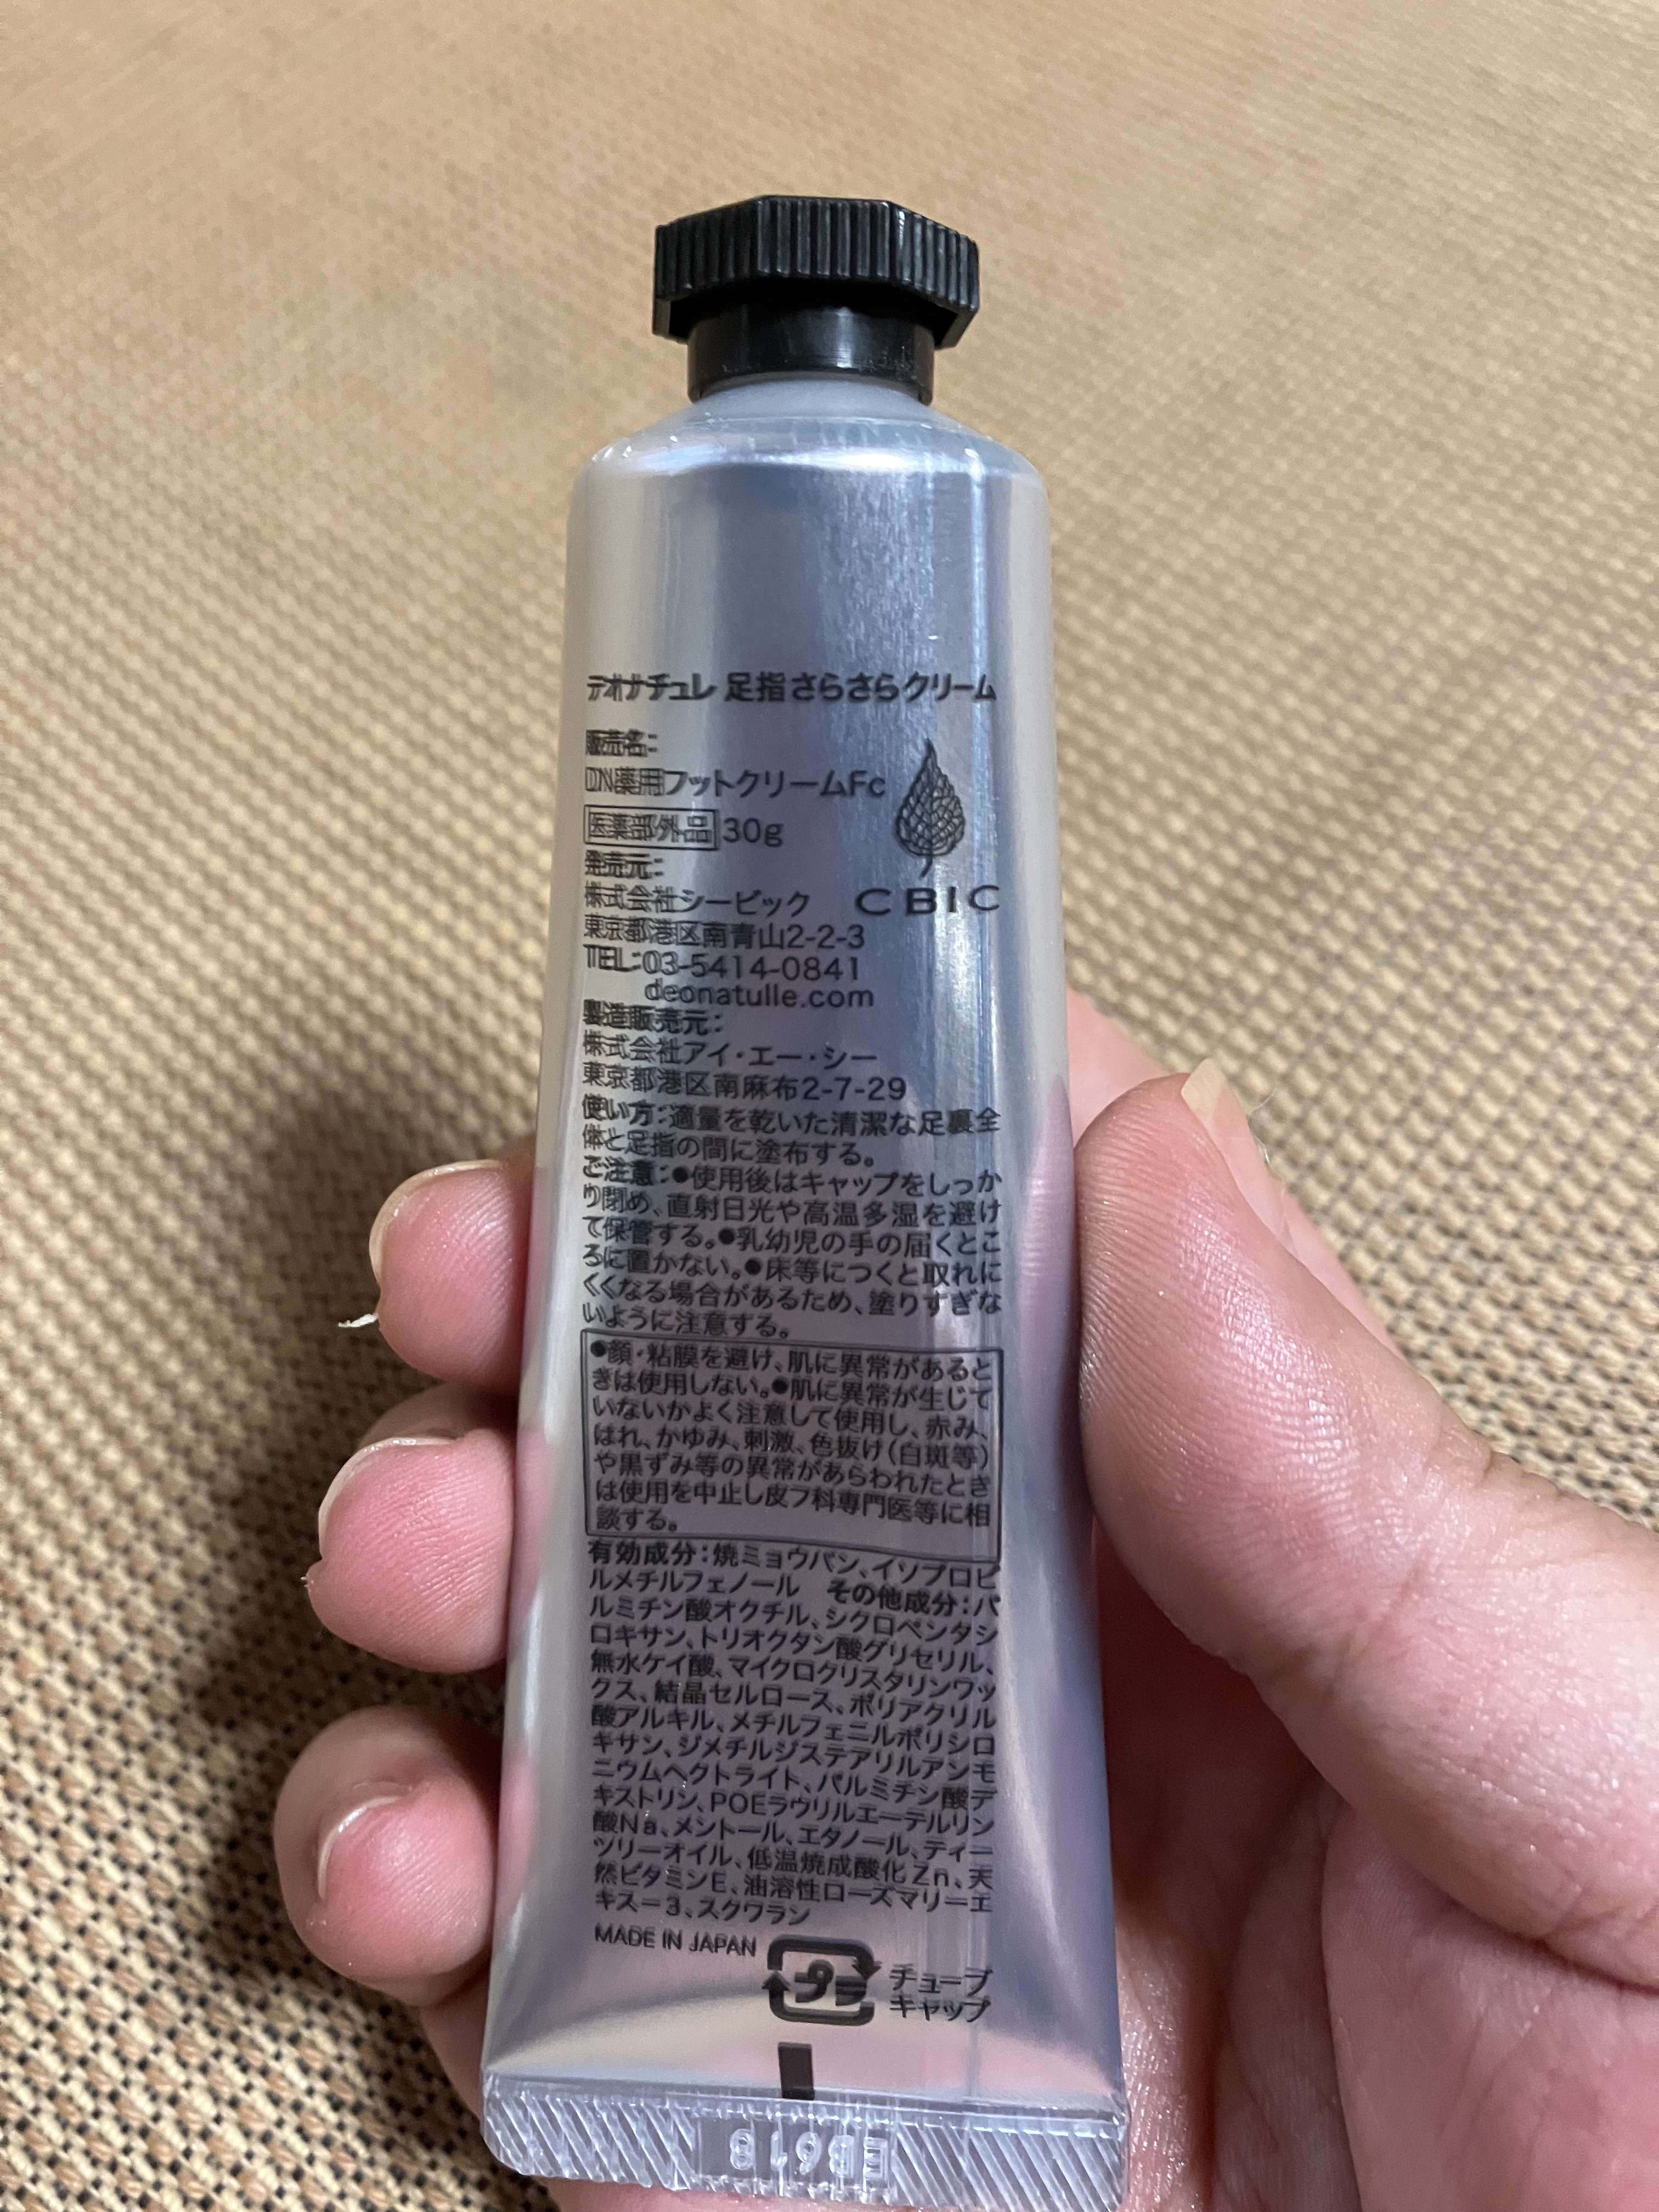 デオナチュレ 足指さらさらクリーム
販売名:
DN薬用フットクリームFc
医薬部外品 30g
発売元:
株式会社シービック
CBIC
東京都港区南青山2-2-3
TEL:03-5414-0841
deonatulle.com
製造販売元:
株式会社アイ・エー・シー
東京都港区南麻布2-7-29
使い方:適量を乾いた清潔な足裏全
体と足指の間に塗布する。
ご注意:●使用後はキャップをしっか
り閉め、直射日光や高温多湿を避け
て保管する。●乳幼児の手の届くとこ
ろに置かない。●床等につくと取れに
くくなる場合があるため、塗りすぎな
いように注意する。
●顔・粘膜を避け、肌に異常があると
きは使用しない。●肌に異常が生じて
いないかよく注意して使用し、赤み、
はれ、かゆみ、刺激、色抜け(白斑等)
や黒ずみ等の異常があらわれたとき
は使用を中止し皮フ科専門医等に相
談する。
有効成分:焼ミョウバン、イソプロピ
ルメチルフェノール その他成分:パ
ルミチン酸オクチル、シクロペンタシ
ロキサン、トリオクタン酸グリセリル、
無水ケイ酸、マイクロクリスタリンワッ
クス、結晶セルロース、ポリアクリル
酸アルキル、メチルフェニルポリシロ
キサン、ジメチルジステアリルアンモ
ニウムヘクトライト、パルミチン酸デ
キストリン、POEラウリルエーテルリン
酸Na、メントール、エタノール、ティー
ツリーオイル、低温焼成酸化Zn、天
然ビタミンE、油溶性ローズマリーエ
キス-3、スクワラン
MADE IN JAPAN
プラ
チューブ
キャップ
EB618